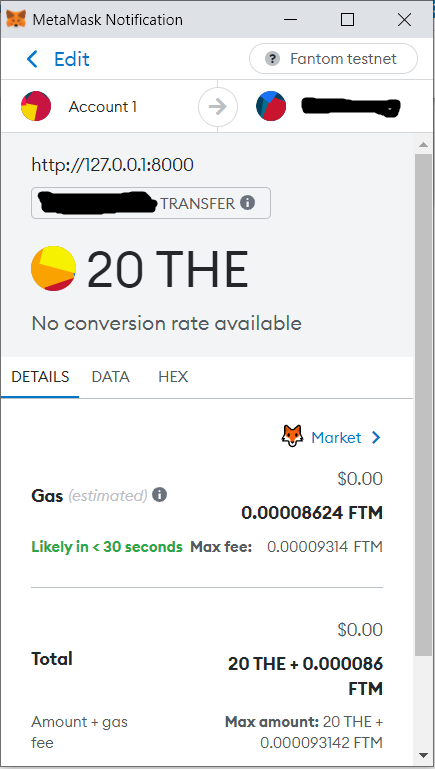 MetaMask Notification
Edit
? Fantom testnet
Account 1
http://127.0.0.1:8000
TRANSFER i
20 THE
No conversion rate available
DETAILS DATA HEX
Market
$0.00
Gas (estimated) i
0.00008624 FTM
Likely in < 30 seconds Max fee: 0.00009314 FTM
$0.00
Total
20 THE + 0.000086
FTM
Amount + gas Max amount: 20 THE +
fee 0.000093142 FTM